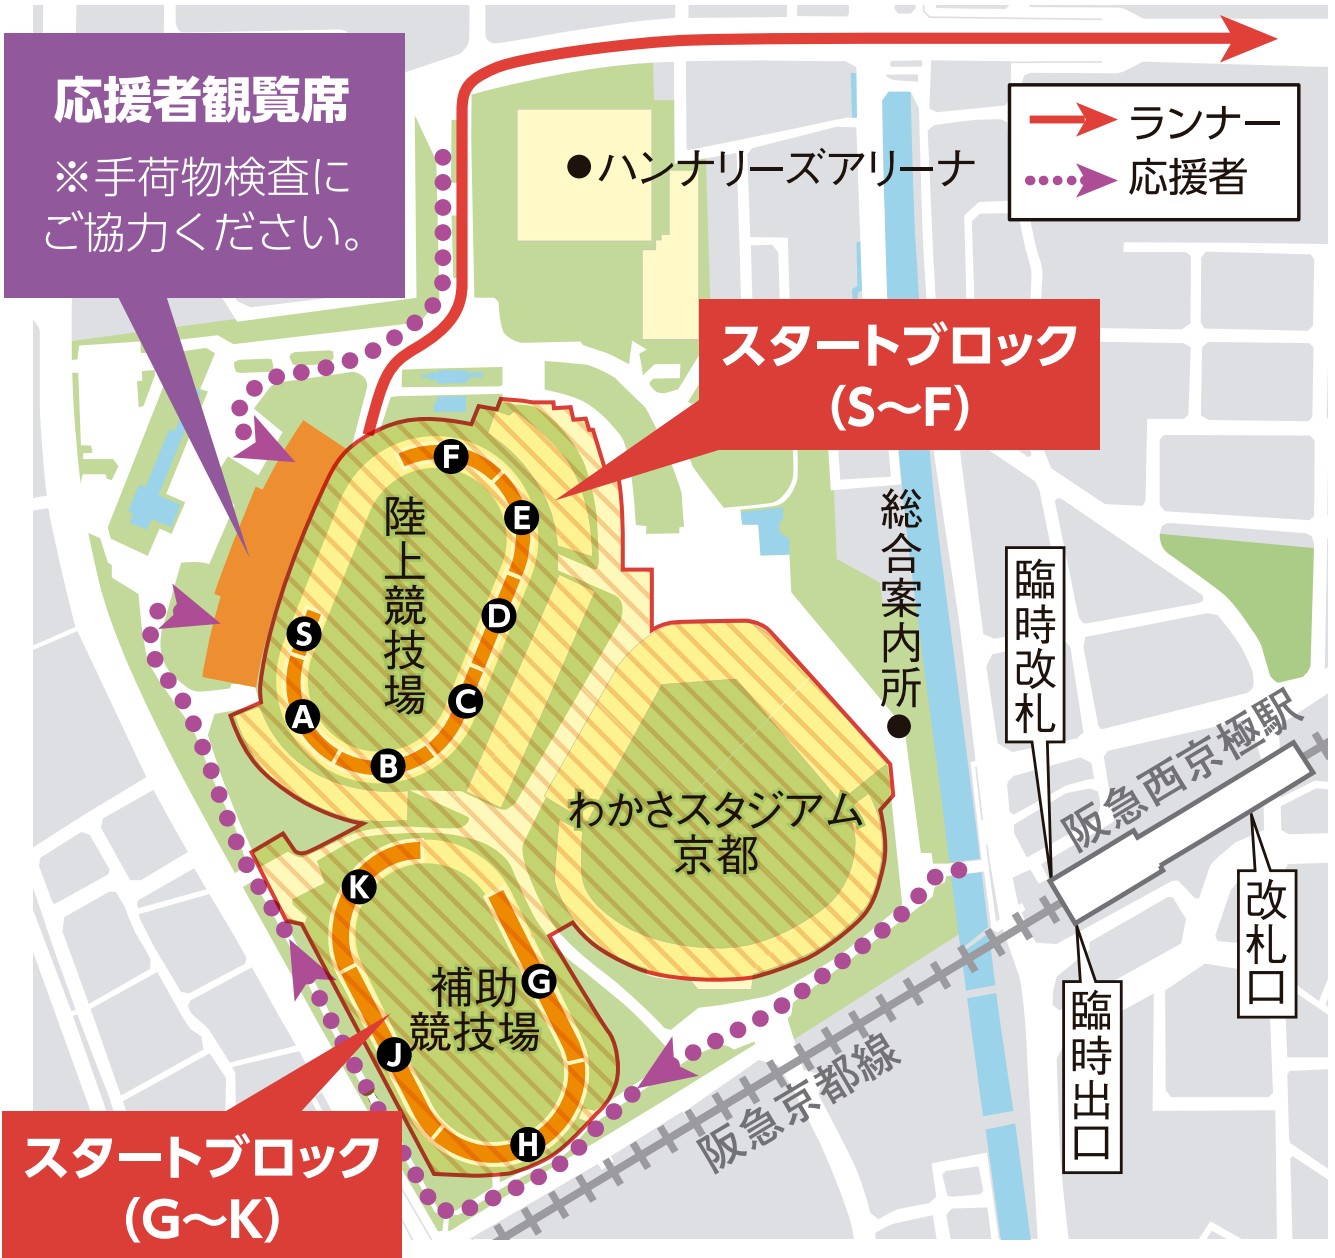 応援者観覧席
※手荷物検査に
ご協力ください。
ランナー
応援者
ハンナリーズアリーナ
スタートブロック
(S～F)
F
E
D
C
B
A
S
陸上競技場
総合案内所
臨時改札
阪急西京極駅
わかさスタジアム
京都
改札口
臨時出口
K
G
J
H
補助
競技場
阪急京都線
スタートブロック
(G～K)